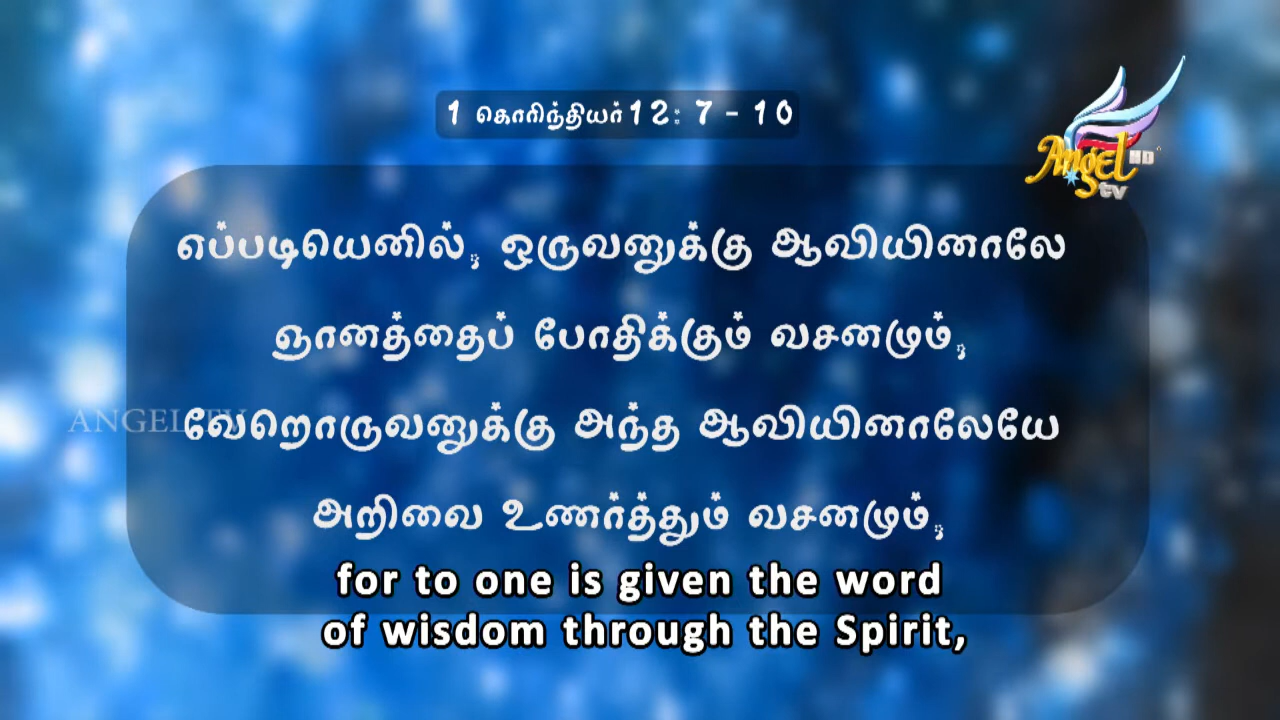 1 கொரிந்தியர் 12: 7 - 10
Angel HD
tv
எப்படியெனில், ஒருவனுக்கு ஆவியினாலே
ஞானத்தைப் போதிக்கும் வசனமும்,
ANGEL TV
வேறொருவனுக்கு அந்த ஆவியினாலேயே
அறிவை உணர்த்தும் வசனமும்,
for to one is given the word
of wisdom through the Spirit,